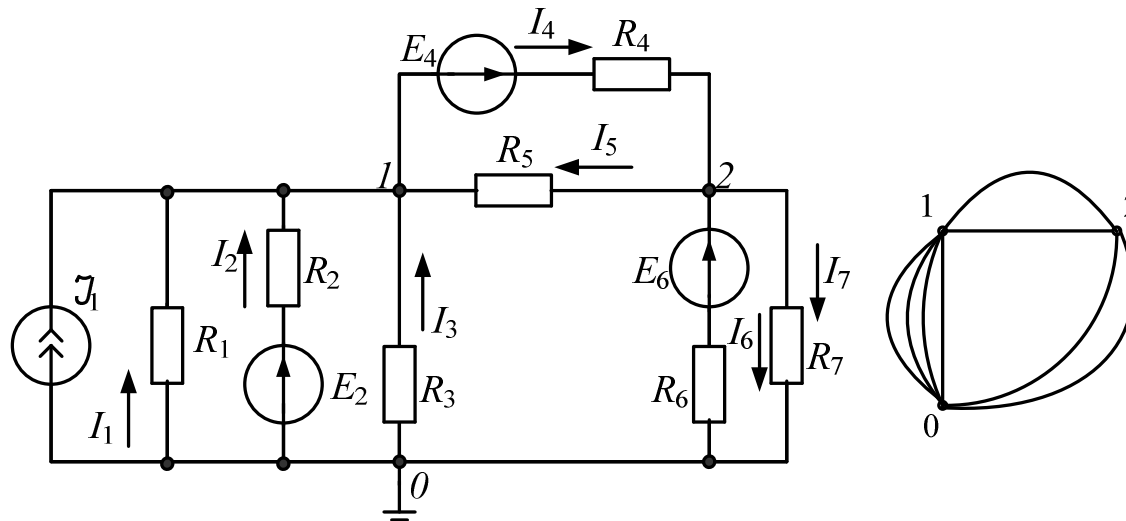 E4 I4 R4
1 R5 I5 2
𝔍1 R1 I1
I2 R2 E2
I3 R3
E6 I6 R6
I7 R7
0
1 2
0